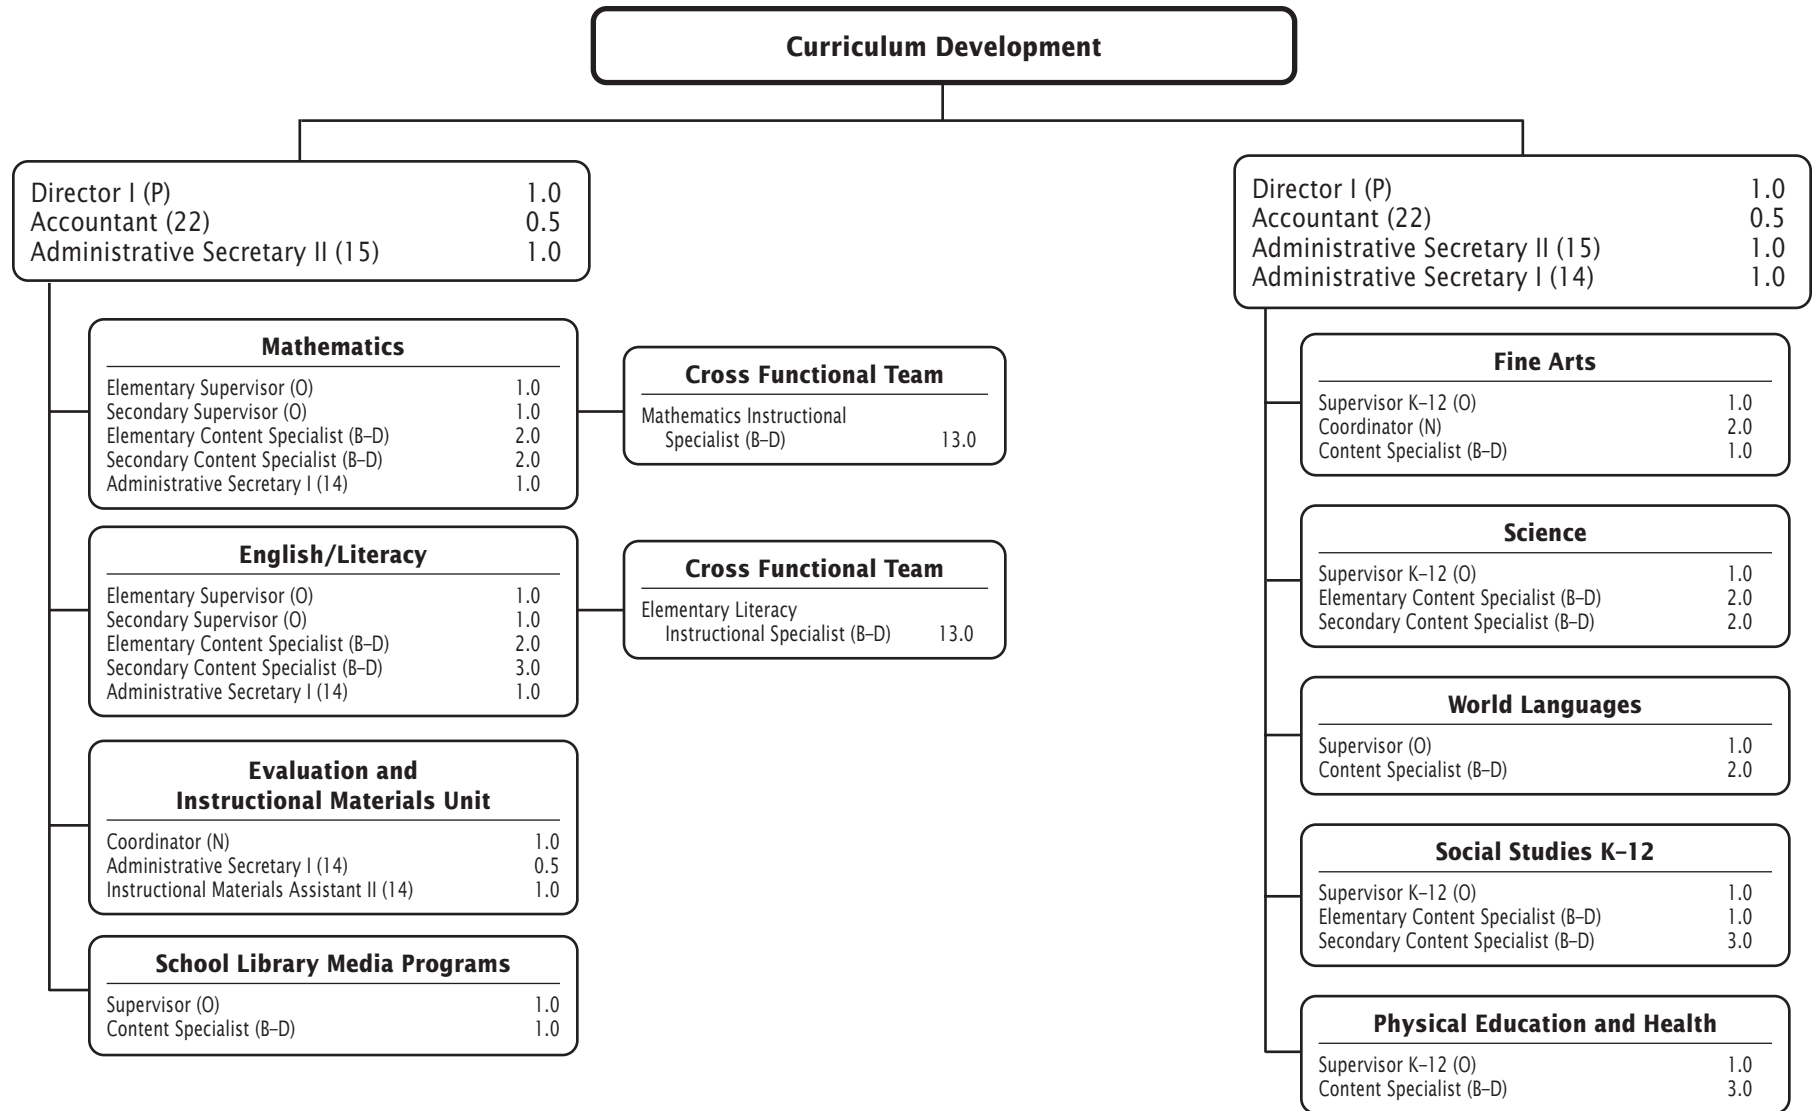 Curriculum Development
Director I (P) 1.0
Accountant (22) 0.5
Administrative Secretary II (15) 1.0
Mathematics
Elementary Supervisor (O) 1.0
Secondary Supervisor (O) 1.0
Elementary Content Specialist (B–D) 2.0
Secondary Content Specialist (B–D) 2.0
Administrative Secretary I (14) 1.0
Cross Functional Team
Mathematics Instructional
Specialist (B–D) 13.0
English/Literacy
Elementary Supervisor (O) 1.0
Secondary Supervisor (O) 1.0
Elementary Content Specialist (B–D) 2.0
Secondary Content Specialist (B–D) 3.0
Administrative Secretary I (14) 1.0
Cross Functional Team
Elementary Literacy
Instructional Specialist (B–D) 13.0
Evaluation and
Instructional Materials Unit
Coordinator (N) 1.0
Administrative Secretary I (14) 0.5
Instructional Materials Assistant II (14) 1.0
School Library Media Programs
Supervisor (O) 1.0
Content Specialist (B–D) 1.0
Director I (P) 1.0
Accountant (22) 0.5
Administrative Secretary II (15) 1.0
Administrative Secretary I (14) 1.0
Fine Arts
Supervisor K–12 (O) 1.0
Coordinator (N) 2.0
Content Specialist (B–D) 1.0
Science
Supervisor K–12 (O) 1.0
Elementary Content Specialist (B–D) 2.0
Secondary Content Specialist (B–D) 2.0
World Languages
Supervisor (O) 1.0
Content Specialist (B–D) 2.0
Social Studies K–12
Supervisor K–12 (O) 1.0
Elementary Content Specialist (B–D) 1.0
Secondary Content Specialist (B–D) 3.0
Physical Education and Health
Supervisor K–12 (O) 1.0
Content Specialist (B–D) 3.0